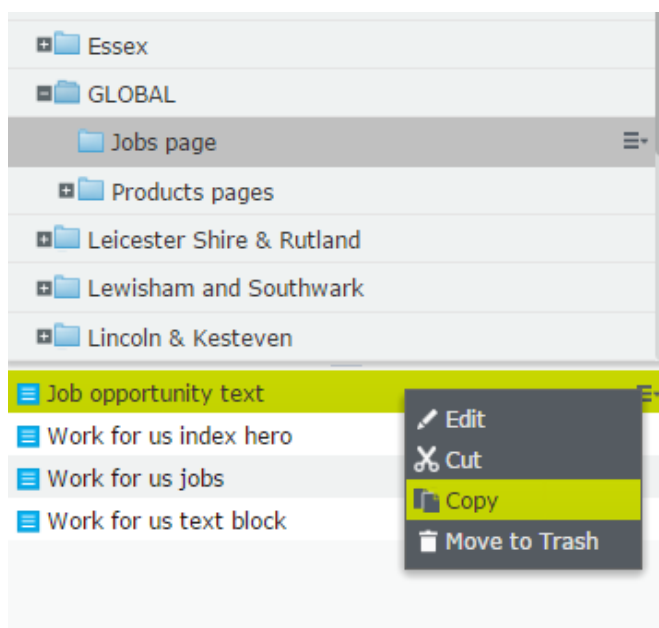 Essex
GLOBAL
Jobs page
Products pages
Leicester Shire & Rutland
Lewisham and Southwark
Lincoln & Kesteven
Job opportunity text
Edit
Work for us index hero
Cut
Work for us jobs
Copy
Work for us text block
Move to Trash